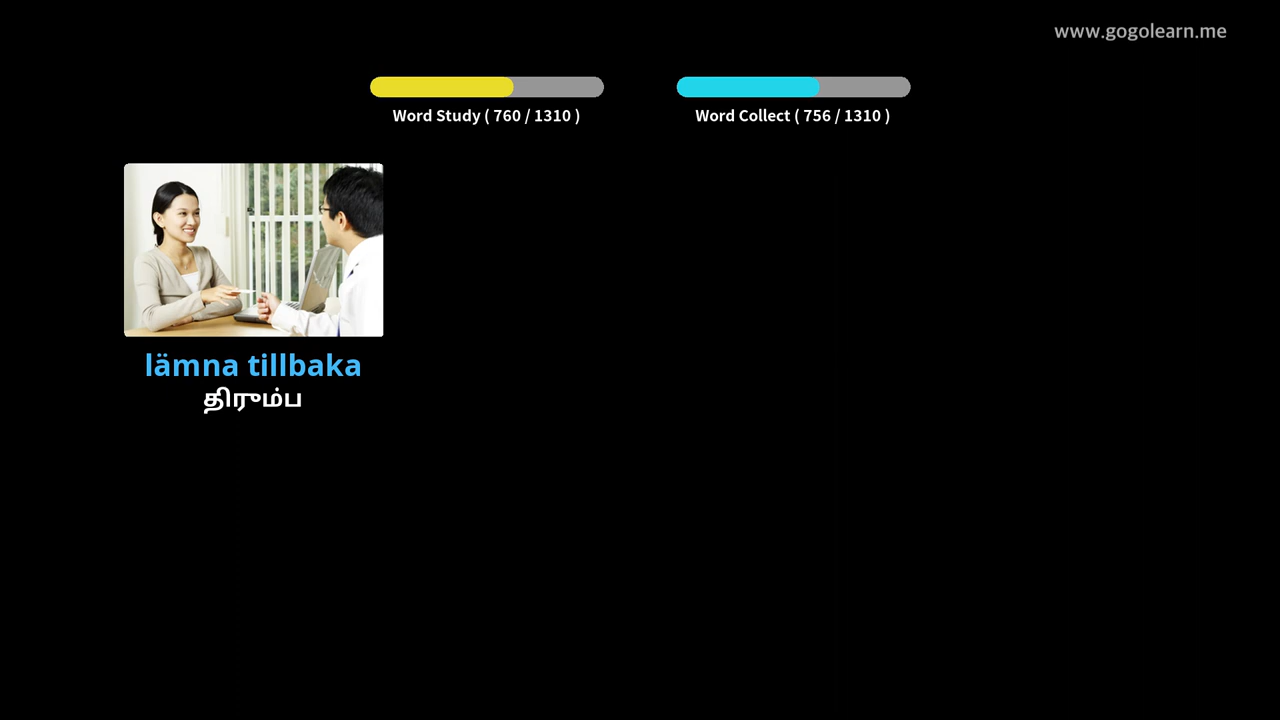 www.gogolearn.me
Word Study ( 760 / 1310 )
Word Collect ( 756 / 1310 )
lämna tillbaka
திரும்ப